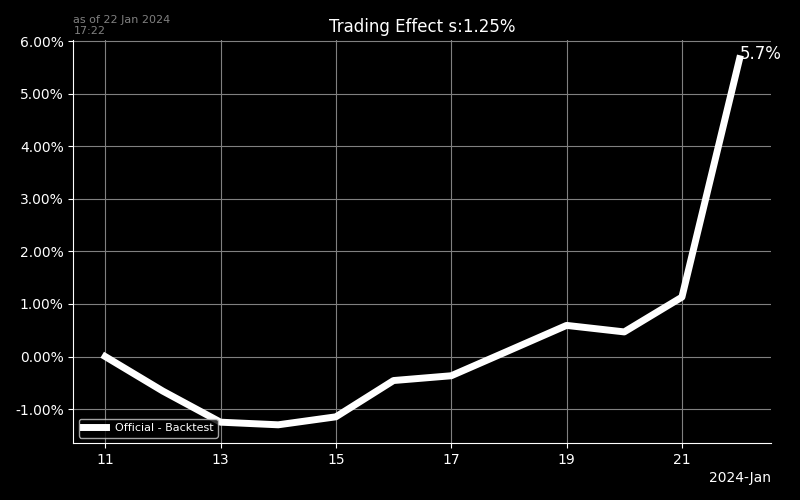 as of 22 Jan 2024
17:22
Trading Effect s:1.25%
6.00%
5.7%
5.00%
4.00%
3.00%
2.00%
1.00%
0.00%
-1.00%
Official - Backtest
11 13 15 17 19 21
2024-Jan